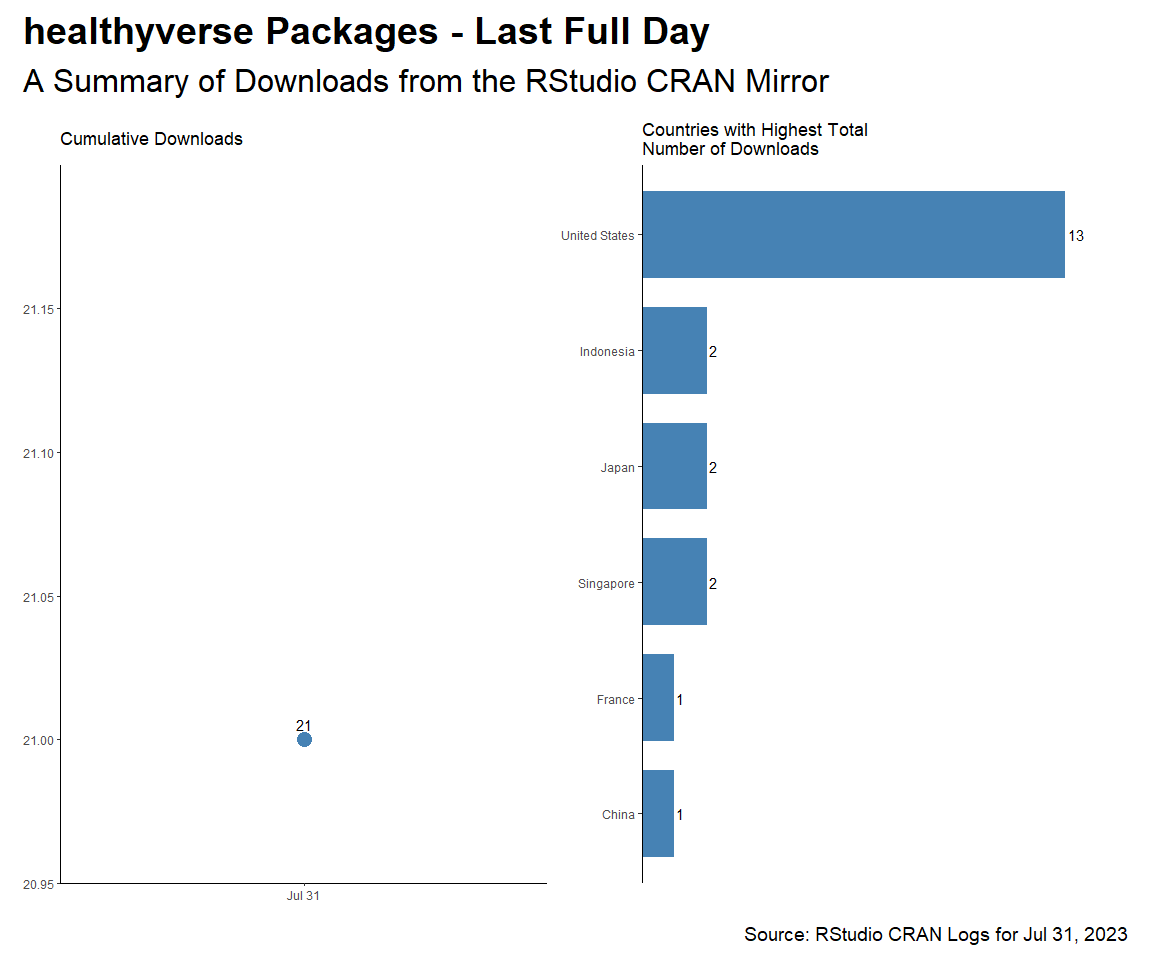 healthyverse Packages - Last Full Day
A Summary of Downloads from the RStudio CRAN Mirror
Cumulative Downloads
21.15
21.10
21.05
21.00
20.95
21
Jul 31
Countries with Highest Total
Number of Downloads
United States 13
Indonesia 2
Japan 2
Singapore 2
France 1
China 1
Source: RStudio CRAN Logs for Jul 31, 2023